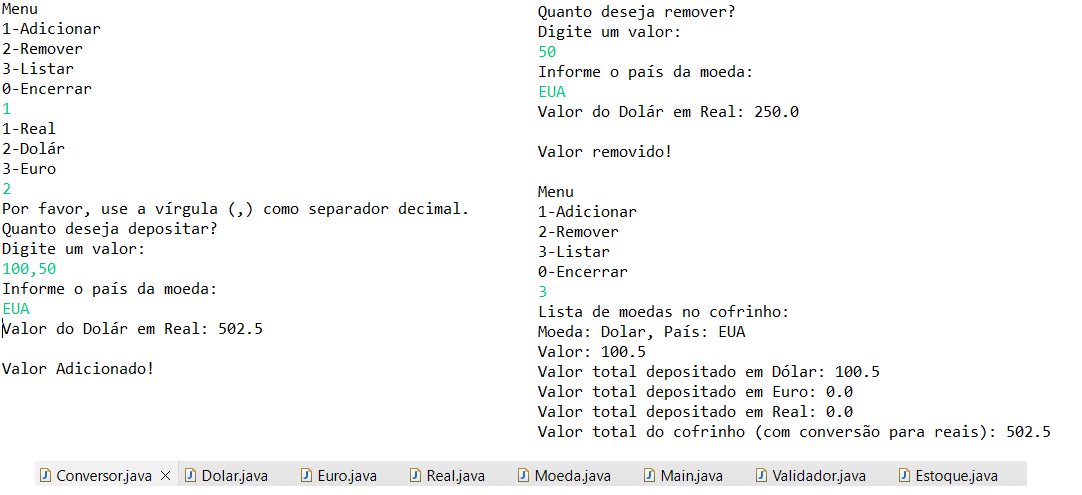 Menu
1-Adicionar
2-Remover
3-Listar
0-Encerrar
1
1-Real
2-Dolár
3-Euro
2
Por favor, use a vírgula (,) como separador decimal.
Quanto deseja depositar?
Digite um valor:
100,50
Informe o país da moeda:
EUA
Valor do Dolár em Real: 502.5
Valor Adicionado!
Quanto deseja remover?
Digite um valor:
50
Informe o país da moeda:
EUA
Valor do Dolár em Real: 250.0
Valor removido!
Menu
1-Adicionar
2-Remover
3-Listar
0-Encerrar
3
Lista de moedas no cofrinho:
Moeda: Dolar, País: EUA
Valor: 100.5
Valor total depositado em Dólar: 100.5
Valor total depositado em Euro: 0.0
Valor total depositado em Real: 0.0
Valor total do cofrinho (com conversão para reais): 502.5
Conversor.java Dolar.java Euro.java Real.java Moeda.java Main.java Validador.java Estoque.java